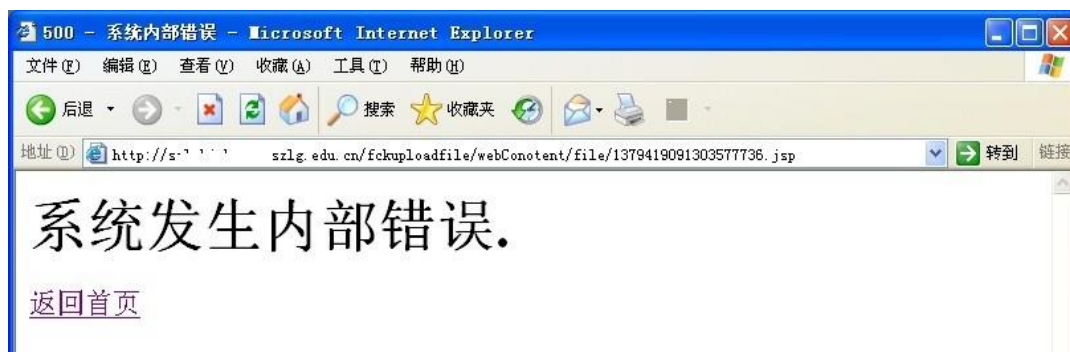 500 - 系统内部错误 - Microsoft Internet Explorer
文件(F) 编辑(E) 查看(V) 收藏(A) 工具(T) 帮助(H)
后退 搜索 收藏夹
地址(D) http://s szlg.edu.cn/fckuploadfile/webConotent/file/1379419091303577736.jsp 转到 链接
系统发生内部错误.
返回首页